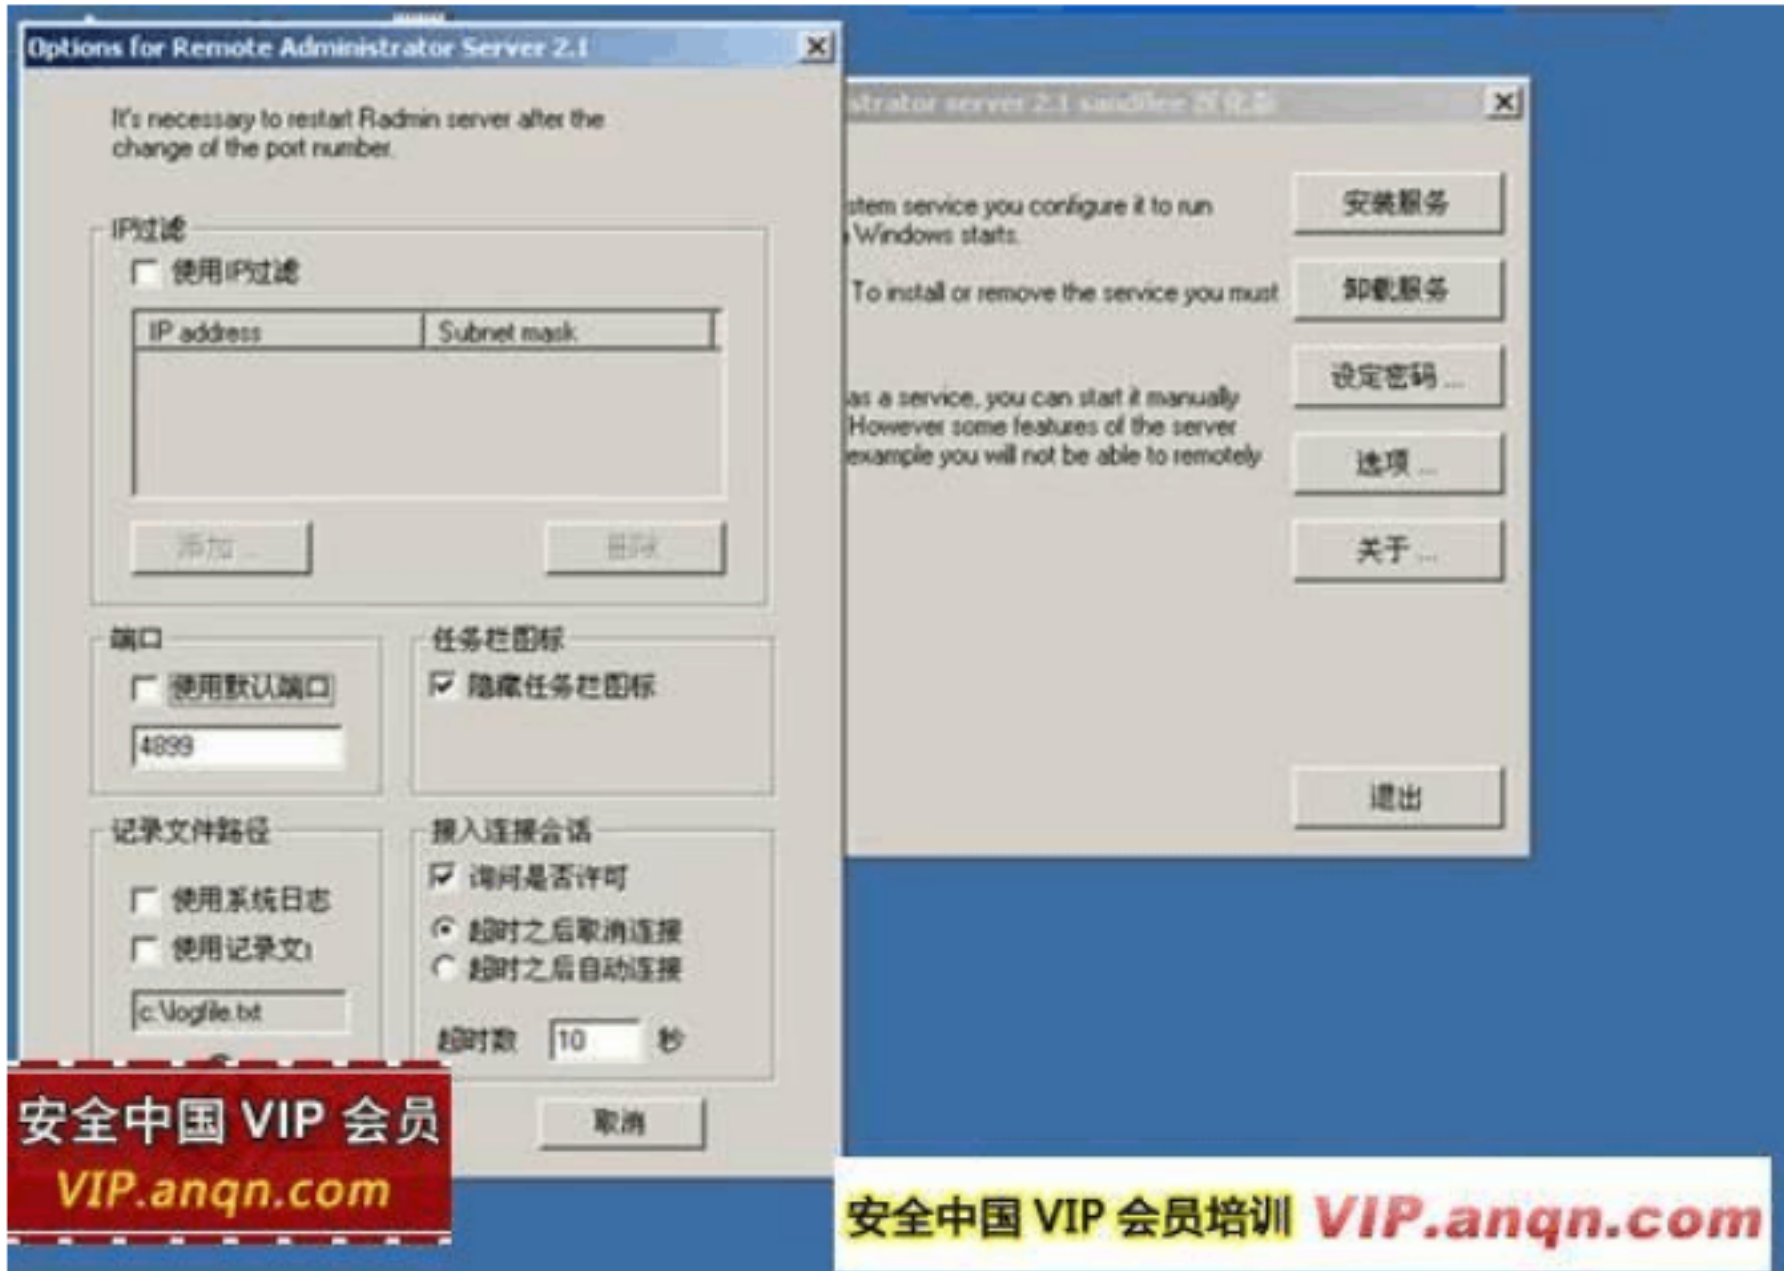 Options for Remote Administrator Server 2.1
It's necessary to restart Radmin server after the
change of the port number.
IP过滤
使用IP过滤
IP address Subnet mask
添加 ... 删除
端口
使用默认端口
4899
任务栏图标
隐藏任务栏图标
记录文件路径
使用系统日志
使用记录文
c:\logfile.txt
接入连接会话
询问是否许可
超时之后取消连接
超时之后自动连接
超时数 10 秒
取消
strator server 2.1 sandflee 汉化版
stem service you configure it to run
Windows starts.
To install or remove the service you must
as a service, you can start it manually
However some features of the server
example you will not be able to remotely
安装服务
卸载服务
设定密码 ...
选项 ...
关于 ...
退出
安全中国 VIP 会员
VIP.anqn.com
安全中国 VIP 会员培训 VIP.anqn.com